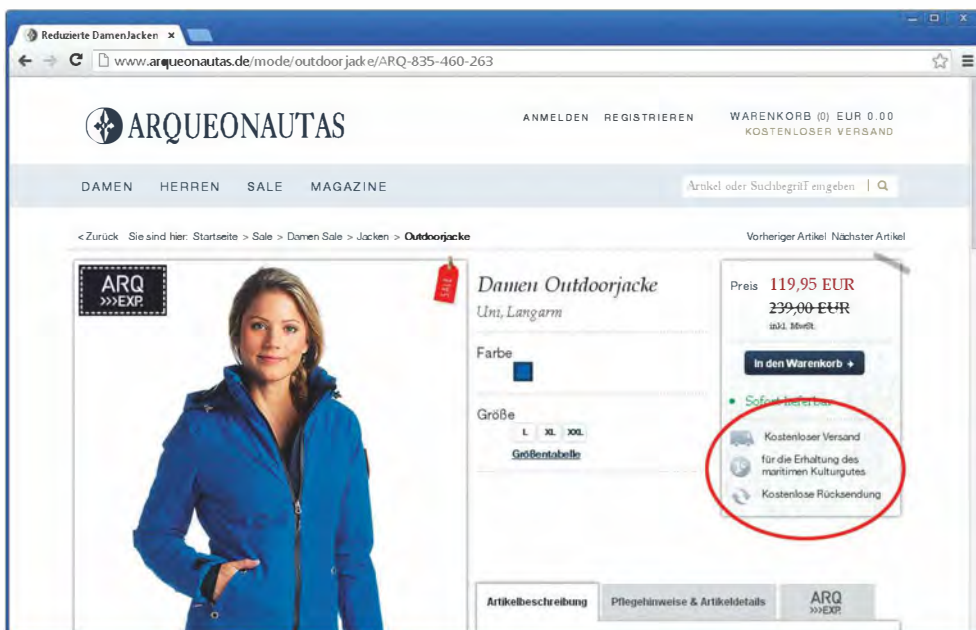 Reduzierte Damen Jacken ×
www.arqueonautas.de/mode/outdoorjacke/ARQ-835-460-263
ARQUEONAUTAS
ANMELDEN REGISTRIEREN
WARENKORB (0) EUR 0.00
KOSTENLOSER VERSAND
DAMEN HERREN SALE MAGAZINE
Artikel oder Suchbegriff eingeben
< Zurück Sie sind hier: Startseite > Sale > Damen Sale > Jacken > Outdoorjacke
Vorheriger Artikel Nächster Artikel
ARQ
>>>EXP.
SALE
Damen Outdoorjacke
Uni, Langarm
Farbe
Größe
L XL XXL
Größentabelle
Preis 119,95 EUR
239,00 EUR
inkl. MwSt.
In den Warenkorb
Sofort lieferbar
Kostenloser Versand
für die Erhaltung des
maritimen Kulturgutes
Kostenlose Rücksendung
Artikelbeschreibung
Pflegehinweise & Artikeldetails
ARQ
>>>EXP.